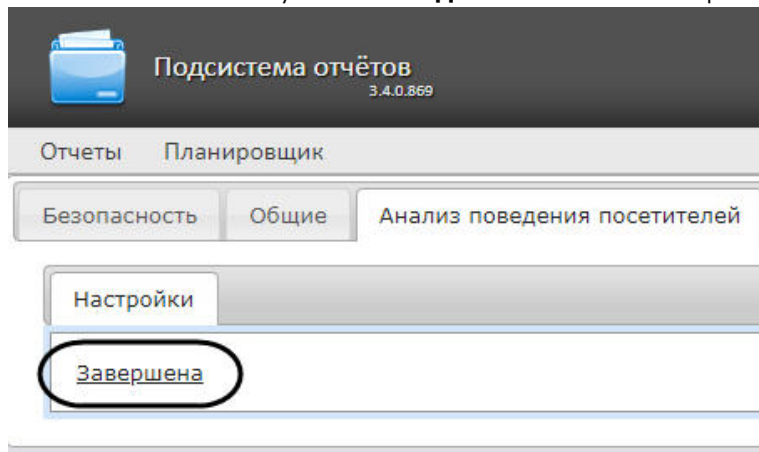 Подсистема отчётов
3.4.0.869
Отчеты Планировщик
Безопасность Общие Анализ поведения посетителей
Настройки
Завершена